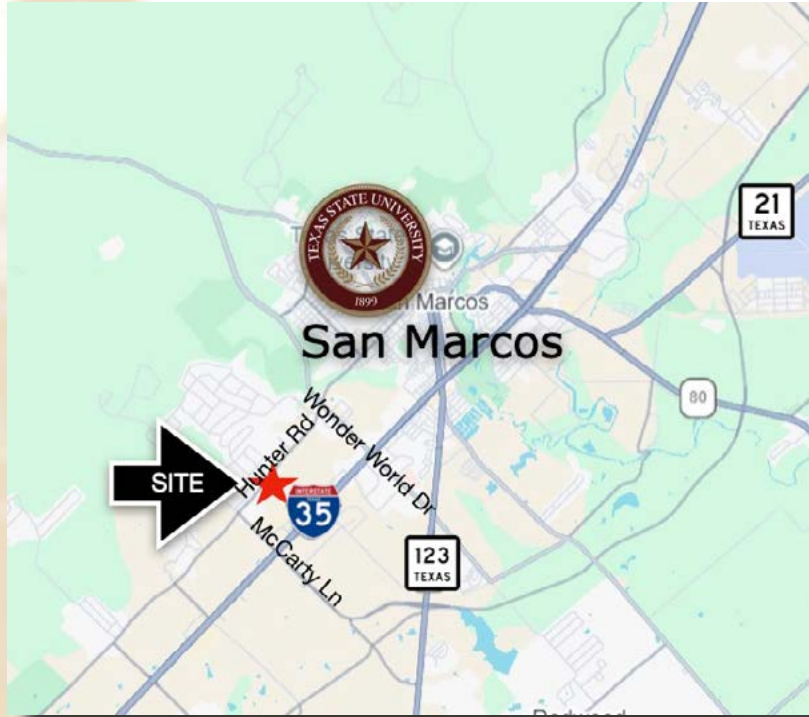 TEXAS STATE UNIVERSITY
1899
San Marcos
21
TEXAS
80
Wonder World Dr
Hunter Rd
SITE
INTERSTATE
35
McCarty Ln
123
TEXAS